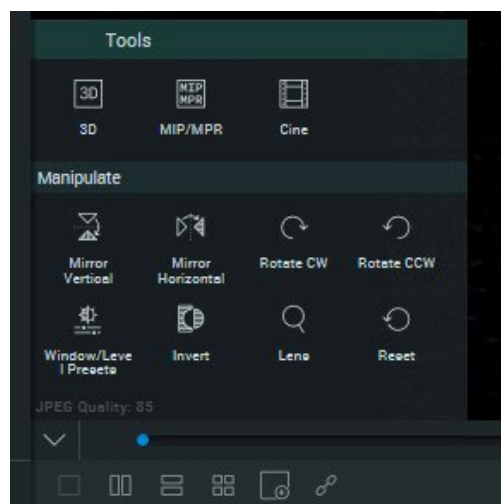 Tools
3D
MIP
MPR
3D
MIP/MPR
Cine
Manipulate
Mirror
Vertical
Mirror
Horizontal
Rotate CW
Rotate CCW
Window/Leve
l Presets
Invert
Lens
Reset
JPEG Quality: 85